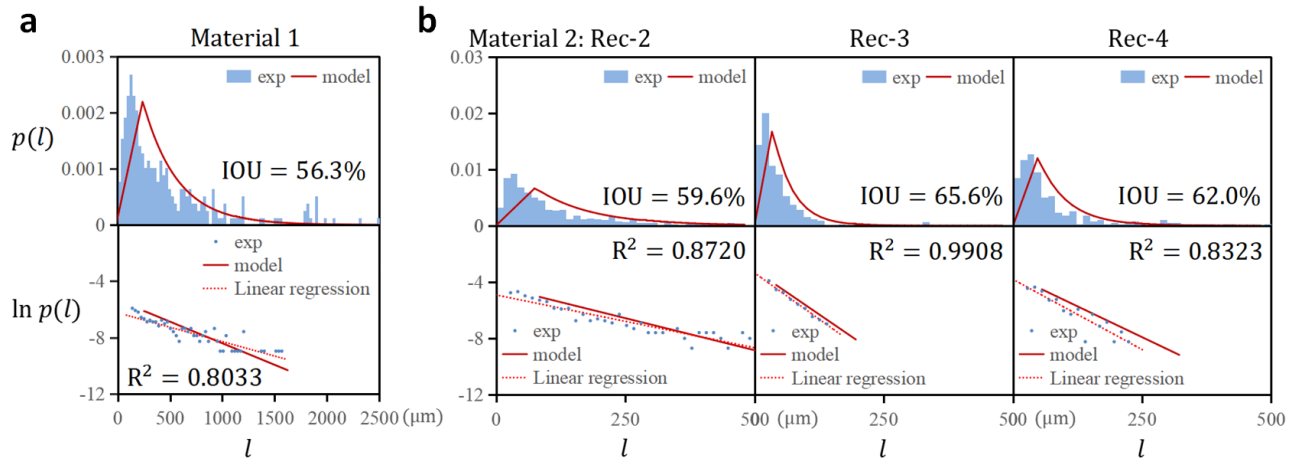 a
b
Material 1
Material 2: Rec-2
Rec-3
Rec-4
0.003
0.002
0.001
0
p(l)
exp model
IOU = 56.3%
0.03
0.02
0.01
0
exp model
IOU = 59.6%
exp model
IOU = 65.6%
exp model
IOU = 62.0%
-4
-8
-12
ln p(l)
exp
model
Linear regression
R² = 0.8033
0 500 1000 1500 2000 2500 (μm)
l
-4
-8
-12
R² = 0.8720
exp
model
Linear regression
R² = 0.9908
exp
model
Linear regression
R² = 0.8323
exp
model
Linear regression
0 250 500 (μm)
0 250 500 (μm)
250 500
l
l
l